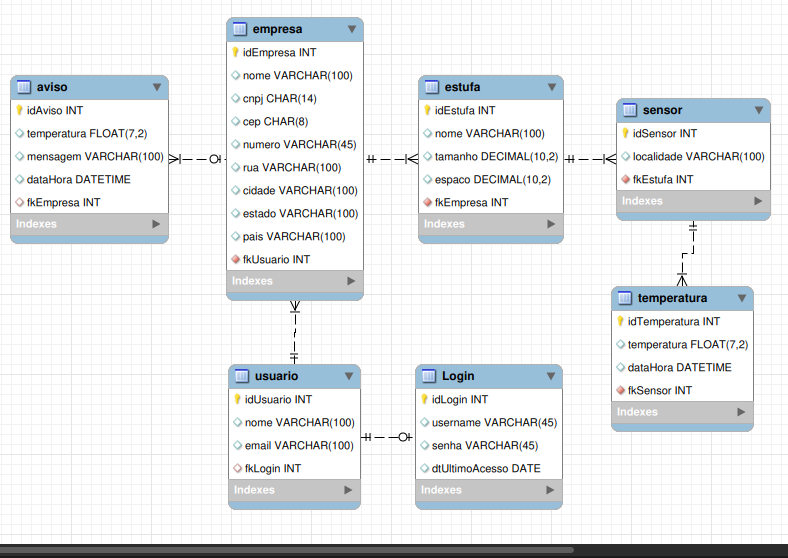 empresa
idEmpresa INT
nome VARCHAR(100)
cnpj CHAR(14)
cep CHAR(8)
numero VARCHAR(45)
rua VARCHAR(100)
cidade VARCHAR(100)
estado VARCHAR(100)
pais VARCHAR(100)
fkUsuario INT
Indexes
aviso
idAviso INT
temperatura FLOAT(7,2)
mensagem VARCHAR(100)
dataHora DATETIME
fkEmpresa INT
Indexes
estufa
idEstufa INT
nome VARCHAR(100)
tamanho DECIMAL(10,2)
espaco DECIMAL(10,2)
fkEmpresa INT
Indexes
sensor
idSensor INT
localidade VARCHAR(100)
fkEstufa INT
Indexes
temperatura
idTemperatura INT
temperatura FLOAT(7,2)
dataHora DATETIME
fkSensor INT
Indexes
usuario
idUsuario INT
nome VARCHAR(100)
email VARCHAR(100)
fkLogin INT
Indexes
Login
idLogin INT
username VARCHAR(45)
senha VARCHAR(45)
dtUltimoAcesso DATE
Indexes